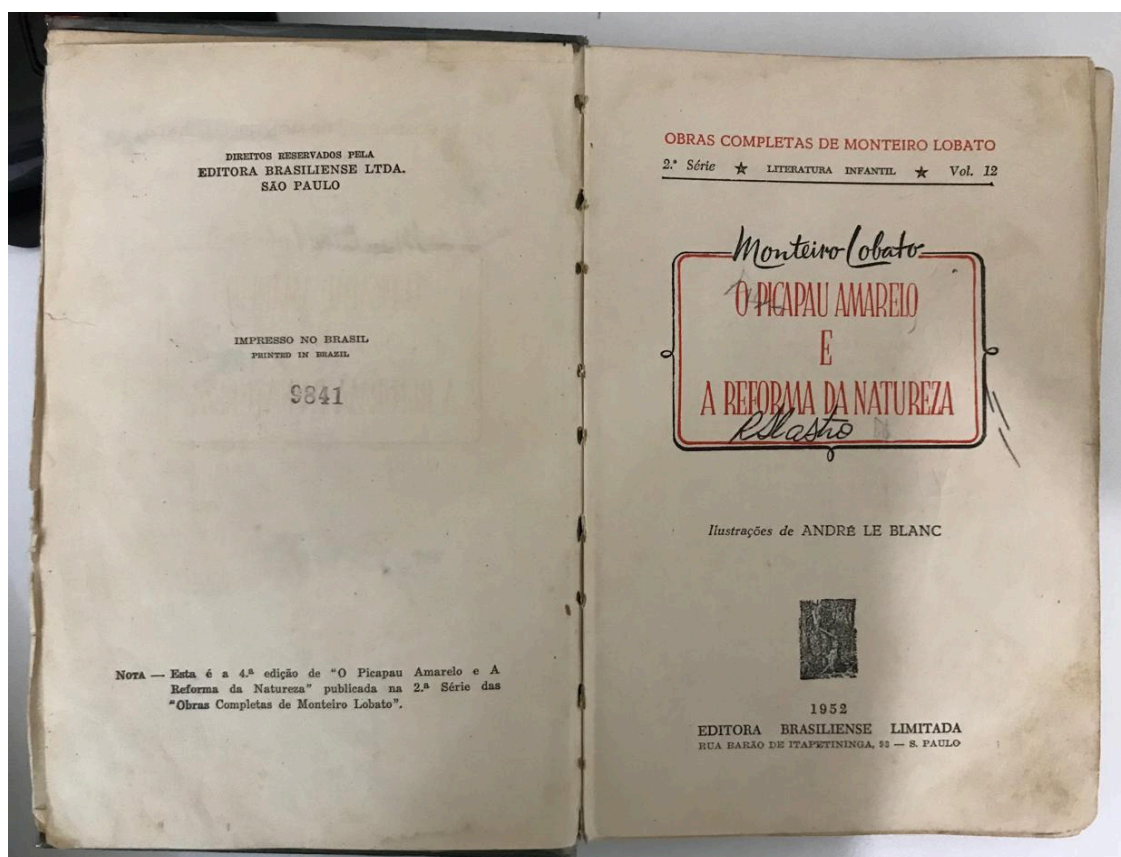 DIREITOS RESERVADOS PELA
EDITORA BRASILIENSE LTDA.
SÃO PAULO
IMPRESSO NO BRASIL
PRINTED IN BRAZIL
9841
NOTA — Esta é a 4.ª edição de "O Picapau Amarelo e A
Reforma da Natureza" publicada na 2.ª Série das
"Obras Completas de Monteiro Lobato".
OBRAS COMPLETAS DE MONTEIRO LOBATO
2.ª Série ★ LITERATURA INFANTIL ★ Vol. 12
Monteiro Lobato
O PICAPAU AMARELO
E
A REFORMA DA NATUREZA
Ilustrações de ANDRÉ LE BLANC
1952
EDITORA BRASILIENSE LIMITADA
RUA BARÃO DE ITAPETININGA, 93 — S. PAULO